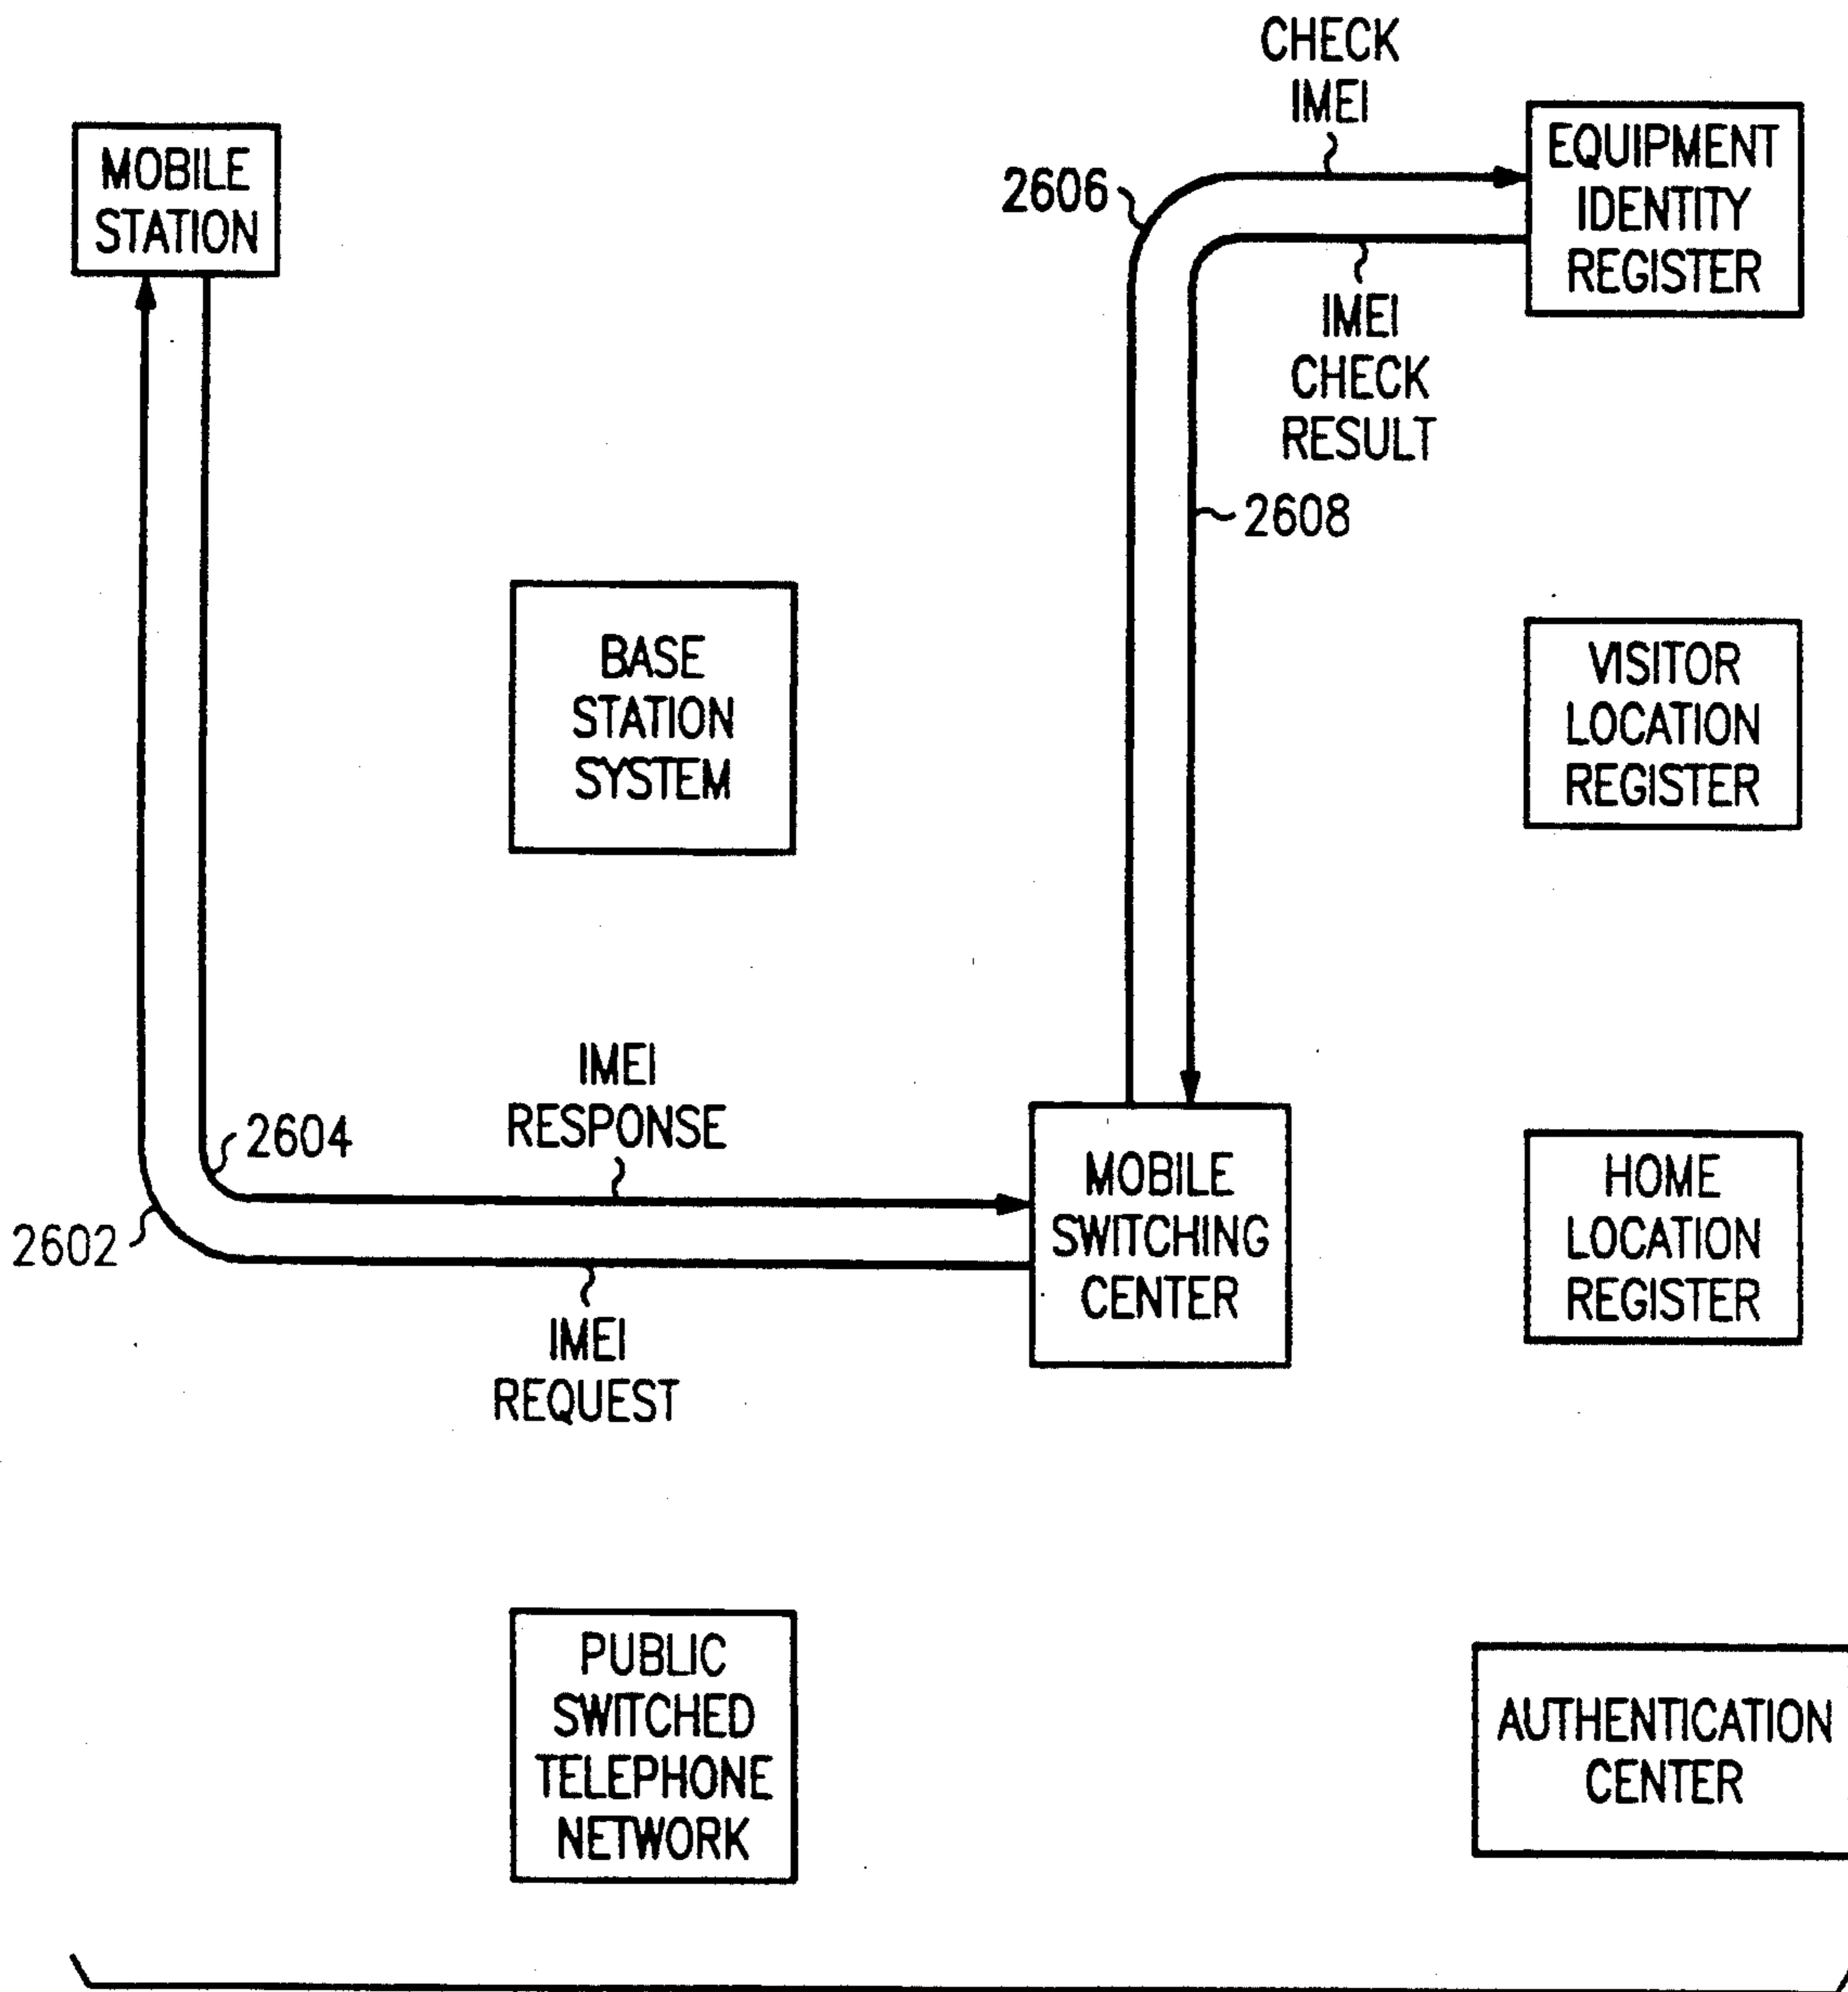 CHECK
IMEI
MOBILE
STATION
2606
EQUIPMENT
IDENTITY
REGISTER
IMEI
CHECK
RESULT
2608
BASE
STATION
SYSTEM
VISITOR
LOCATION
REGISTER
IMEI
RESPONSE
2604
2602
MOBILE
SWITCHING
CENTER
HOME
LOCATION
REGISTER
IMEI
REQUEST
PUBLIC
SWITCHED
TELEPHONE
NETWORK
AUTHENTICATION
CENTER